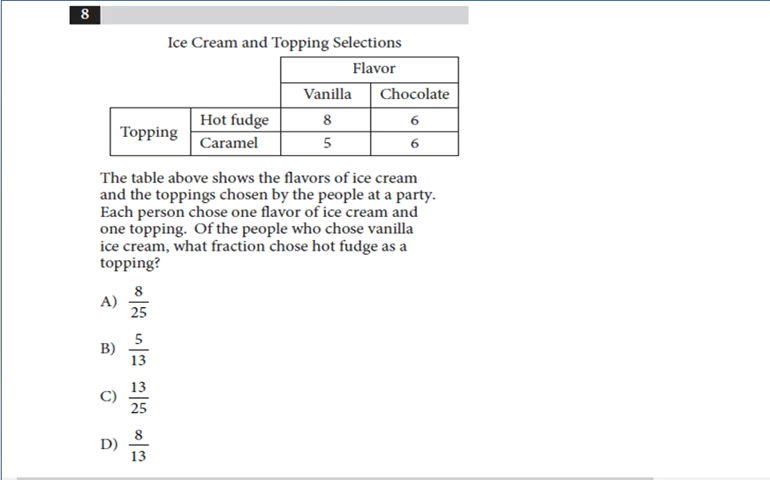 8
Ice Cream and Topping Selections
Flavor
Vanilla Chocolate
Topping
Hot fudge 8 6
Caramel 5 6
The table above shows the flavors of ice cream
and the toppings chosen by the people at a party.
Each person chose one flavor of ice cream and
one topping. Of the people who chose vanilla
ice cream, what fraction chose hot fudge as a
topping?
A) 8/25
B) 5/13
C) 13/25
D) 8/13